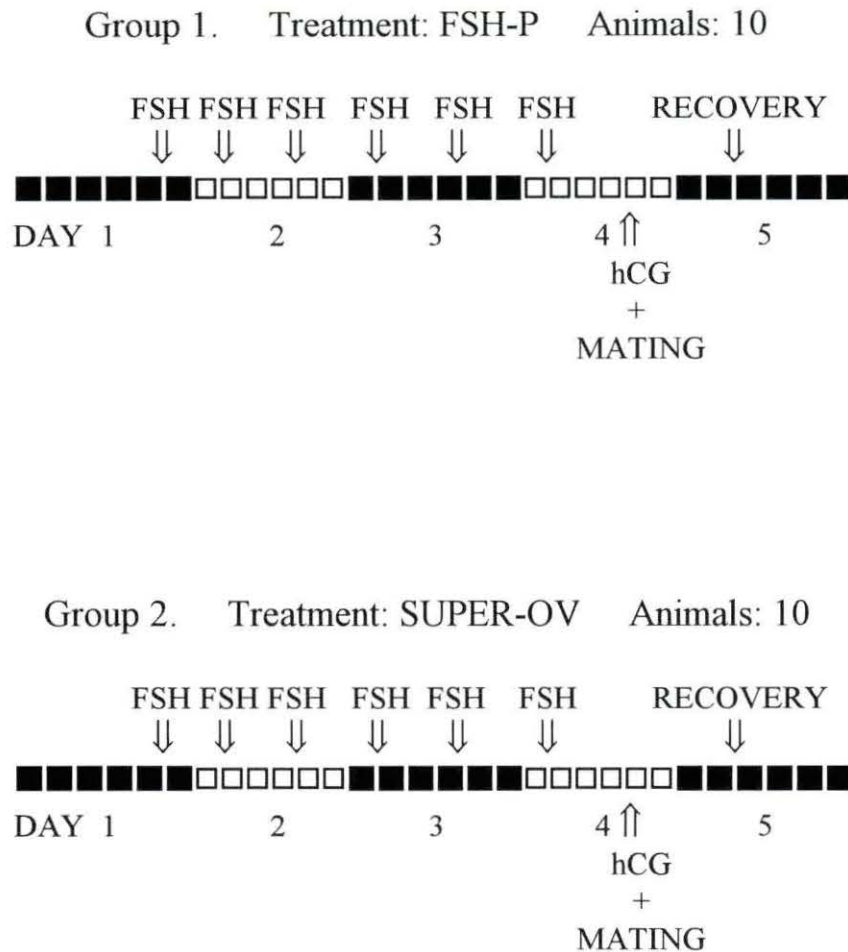 Group 1. Treatment: FSH-P Animals: 10
FSH FSH FSH FSH FSH FSH RECOVERY
DAY 1 2 3 4 5
hCG
+
MATING
Group 2. Treatment: SUPER-OV Animals: 10
FSH FSH FSH FSH FSH FSH RECOVERY
DAY 1 2 3 4 5
hCG
+
MATING